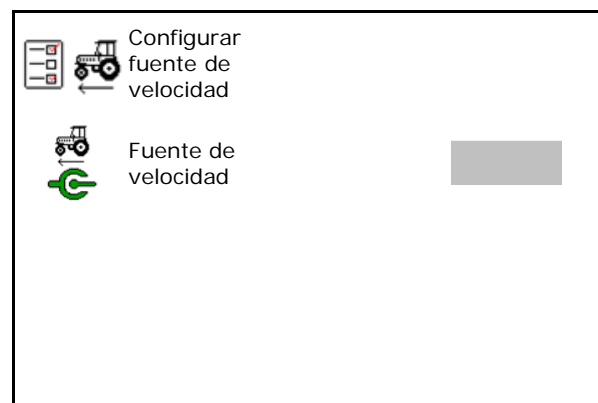 Configurar
fuente de
velocidad
Fuente de
velocidad